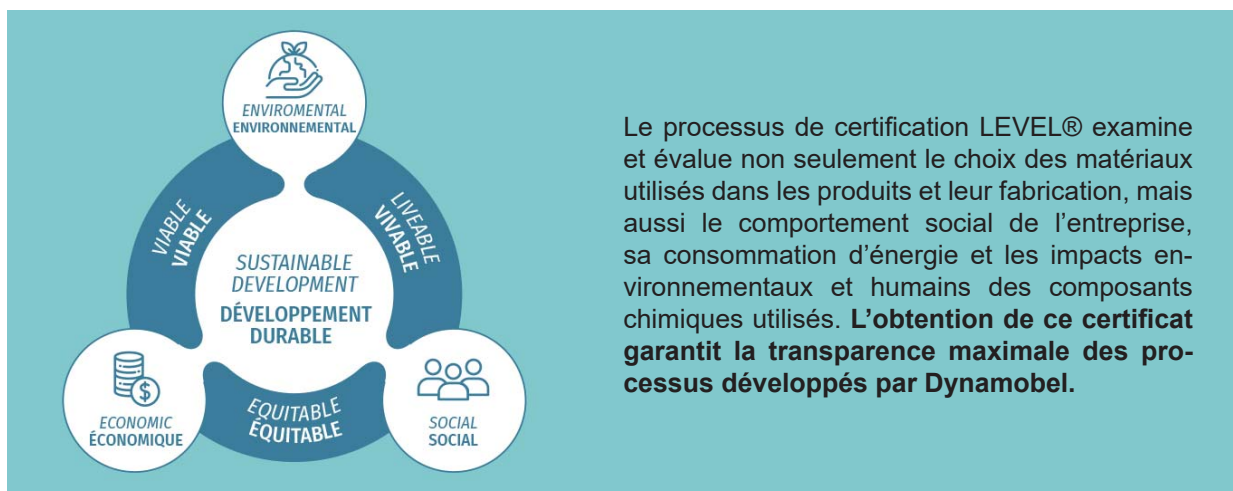 ENVIROMENTAL
ENVIRONNEMENTAL
VIABLE
VIABLE
LIVEABLE
VIVABLE
SUSTAINABLE
DEVELOPMENT
DÉVELOPPEMENT
DURABLE
$
ECONOMIC
ÉCONOMIQUE
EQUITABLE
ÉQUITABLE
SOCIAL
SOCIAL
Le processus de certification LEVEL® examine
et évalue non seulement le choix des matériaux
utilisés dans les produits et leur fabrication, mais
aussi le comportement social de l’entreprise,
sa consommation d’énergie et les impacts en-
vironnementaux et humains des composants
chimiques utilisés. L’obtention de ce certificat
garantit la transparence maximale des pro-
cessus développés par Dynamobel.